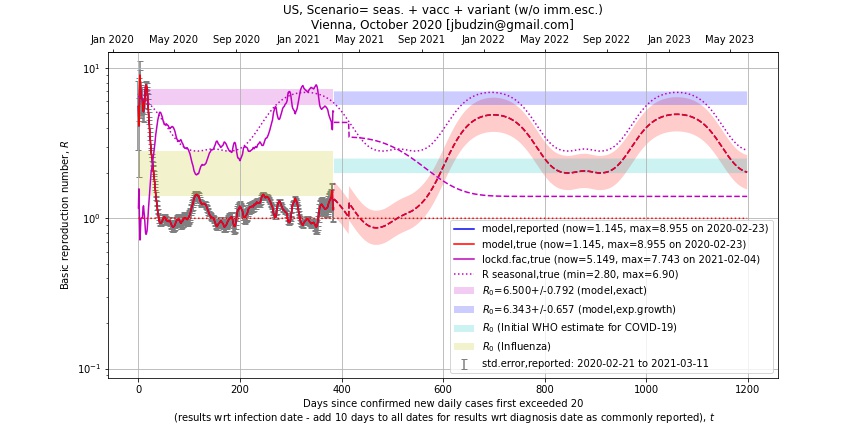 US, Scenario= seas. + vacc + variant (w/o imm.esc.)
Vienna, October 2020 [jbudzin@gmail.com]
Jan 2020 May 2020 Sep 2020 Jan 2021 May 2021 Sep 2021 Jan 2022 May 2022 Sep 2022 Jan 2023 May 2023
Basic reproduction number, R
10¹
10⁰
10⁻¹
model,reported (now=1.145, max=8.955 on 2020-02-23)
model,true (now=1.145, max=8.955 on 2020-02-23)
lockd.fac,true (now=5.149, max=7.743 on 2021-02-04)
R seasonal,true (min=2.80, max=6.90)
R₀=6.500+/-0.792 (model,exact)
R₀=6.343+/-0.657 (model,exp.growth)
R₀ (Initial WHO estimate for COVID-19)
R₀ (Influenza)
std.error,reported: 2020-02-21 to 2021-03-11
0 200 400 600 800 1000 1200
Days since confirmed new daily cases first exceeded 20
(results wrt infection date - add 10 days to all dates for results wrt diagnosis date as commonly reported), t